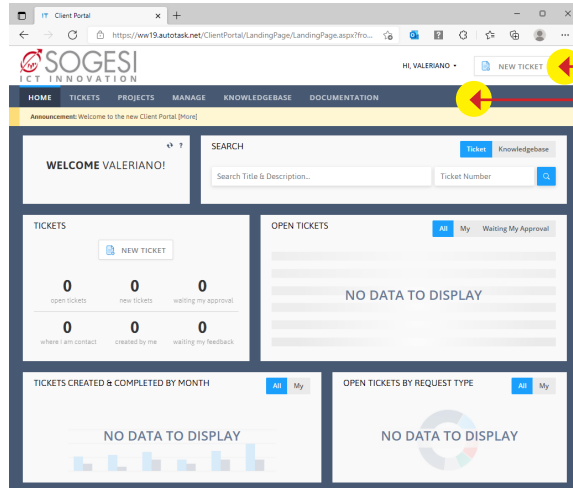 Client Portal
https://ww19.autotask.net/ClientPortal/LandingPage/LandingPage.aspx?fro...
SOGESI
ICT INNOVATION
HI, VALERIANO
NEW TICKET
HOME TICKETS PROJECTS MANAGE KNOWLEDGEBASE DOCUMENTATION
Announcement: Welcome to the new Client Portal [More]
WELCOME VALERIANO!
SEARCH
Ticket Knowledgebase
Search Title & Description...
Ticket Number
TICKETS
NEW TICKET
0 0 0
open tickets new tickets waiting my approval
0 0 0
where i am contact created by me waiting my feedback
OPEN TICKETS
All My Waiting My Approval
NO DATA TO DISPLAY
TICKETS CREATED & COMPLETED BY MONTH
All My
NO DATA TO DISPLAY
OPEN TICKETS BY REQUEST TYPE
All My
NO DATA TO DISPLAY